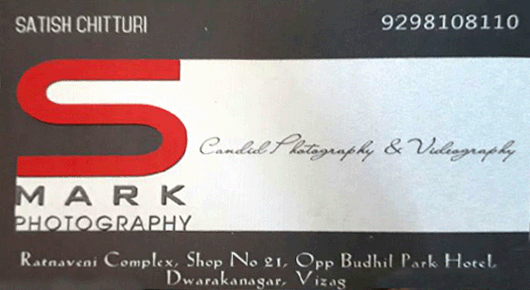 SATISH CHITTURI 9298108110
S
MARK
PHOTOGRAPHY
Candid Photography & Videography
Ratnaveni Complex, Shop No 21, Opp Budhil Park Hotel,
Dwarakanagar, Vizag